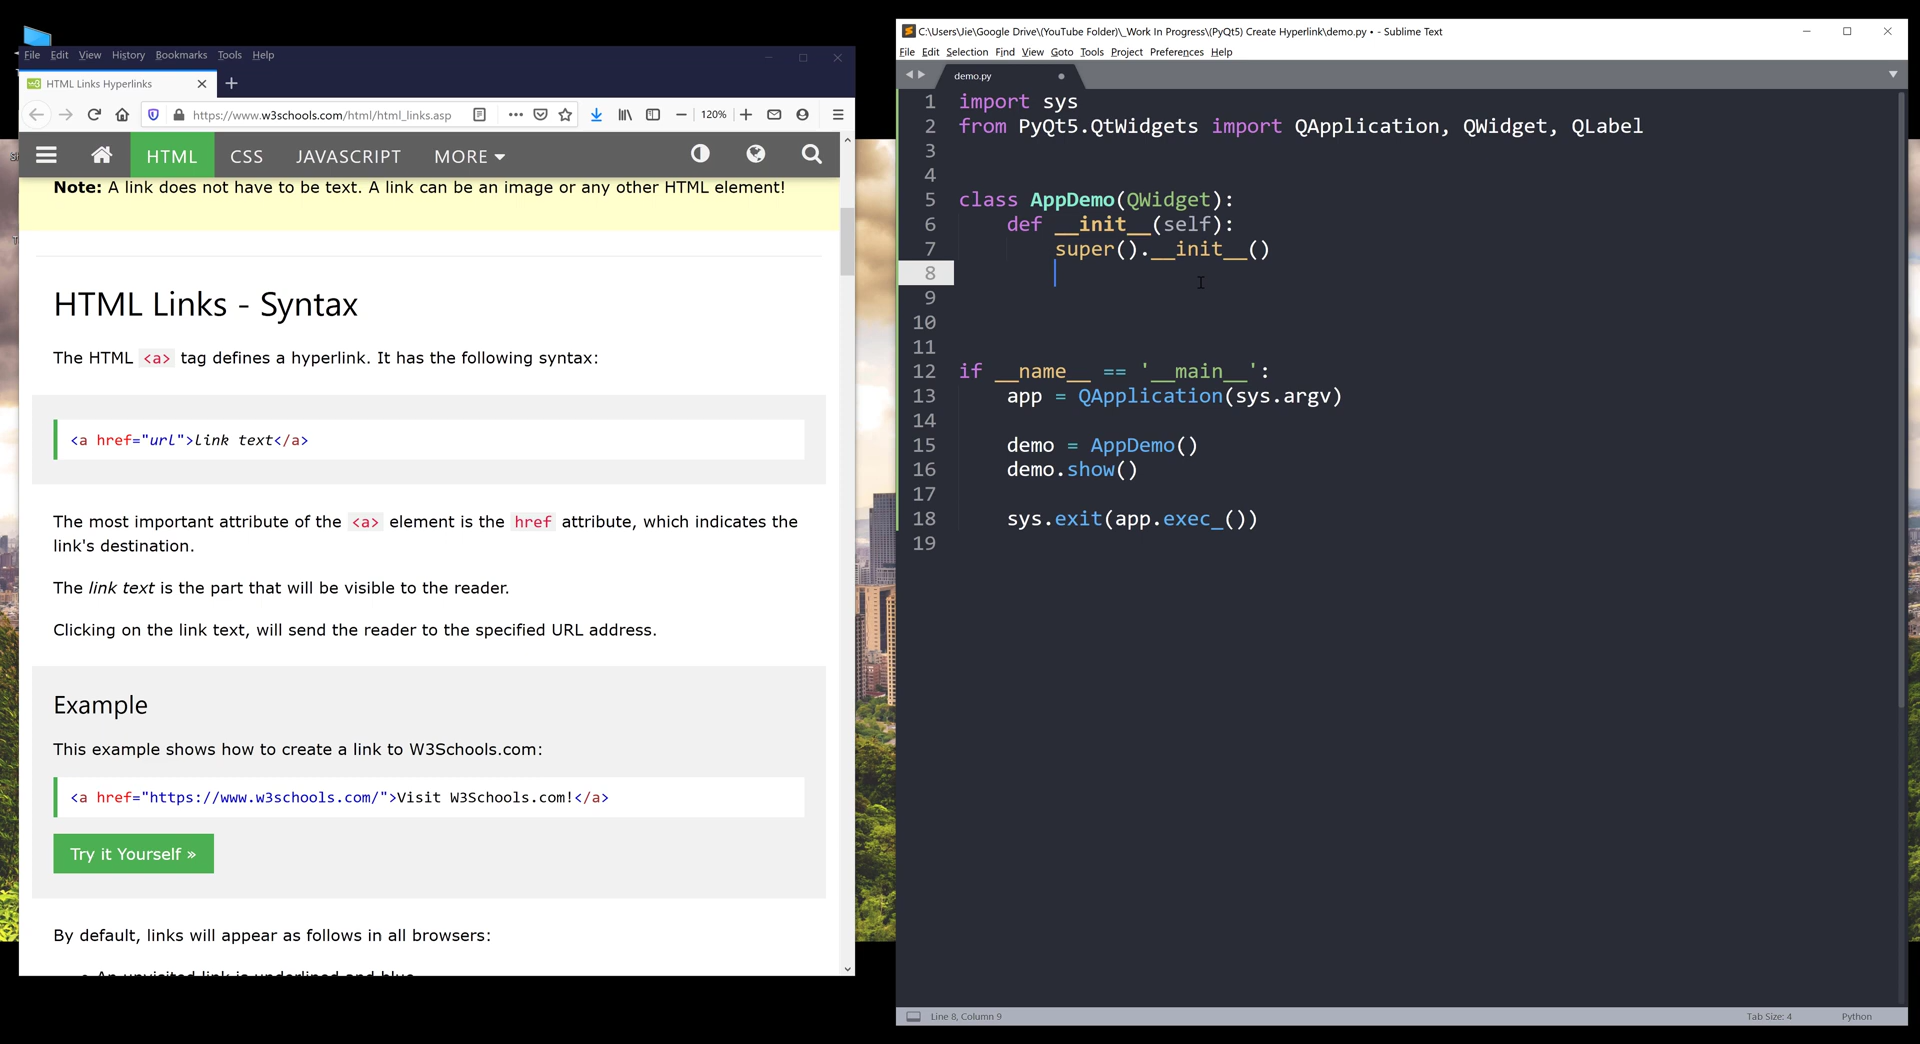 File Edit View History Bookmarks Tools Help
HTML Links Hyperlinks
https://www.w3schools.com/html/html_links.asp
120%
HTML CSS JAVASCRIPT MORE
Note: A link does not have to be text. A link can be an image or any other HTML element!
HTML Links - Syntax
The HTML <a> tag defines a hyperlink. It has the following syntax:
<a href="url">link text</a>
The most important attribute of the <a> element is the href attribute, which indicates the
link's destination.
The link text is the part that will be visible to the reader.
Clicking on the link text, will send the reader to the specified URL address.
Example
This example shows how to create a link to W3Schools.com:
<a href="https://www.w3schools.com/">Visit W3Schools.com!</a>
Try it Yourself »
By default, links will appear as follows in all browsers:
An unvisited link is underlined and blue
C:\Users\Jie\Google Drive\(YouTube Folder)\_Work In Progress\(PyQt5) Create Hyperlink\demo.py • - Sublime Text
File Edit Selection Find View Goto Tools Project Preferences Help
demo.py
1 import sys
2 from PyQt5.QtWidgets import QApplication, QWidget, QLabel
3
4
5 class AppDemo(QWidget):
6     def __init__(self):
7         super().__init__()
8
9
10
11
12 if __name__ == '__main__':
13     app = QApplication(sys.argv)
14
15     demo = AppDemo()
16     demo.show()
17
18     sys.exit(app.exec_())
19
Line 8, Column 9
Tab Size: 4
Python